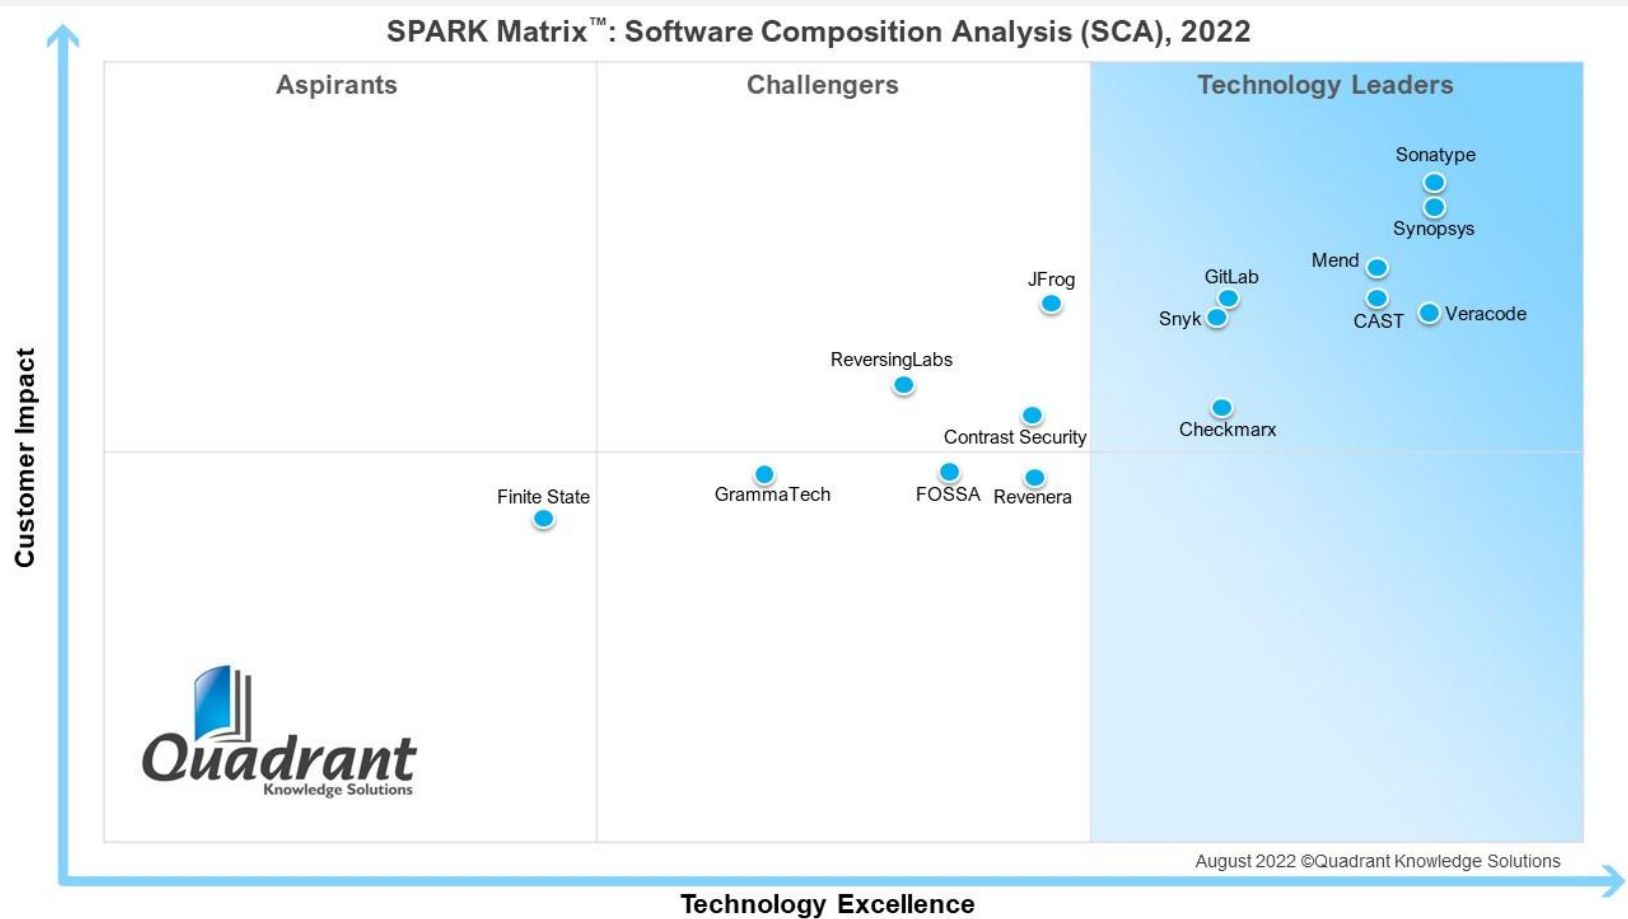 SPARK Matrix™: Software Composition Analysis (SCA), 2022
Aspirants
Challengers
Technology Leaders
Sonatype
Synopsys
Mend
GitLab
JFrog
Snyk
CAST
Veracode
ReversingLabs
Contrast Security
Checkmarx
Finite State
GrammaTech
FOSSA
Revenera
Customer Impact
Quadrant
Knowledge Solutions
August 2022 ©Quadrant Knowledge Solutions
Technology Excellence